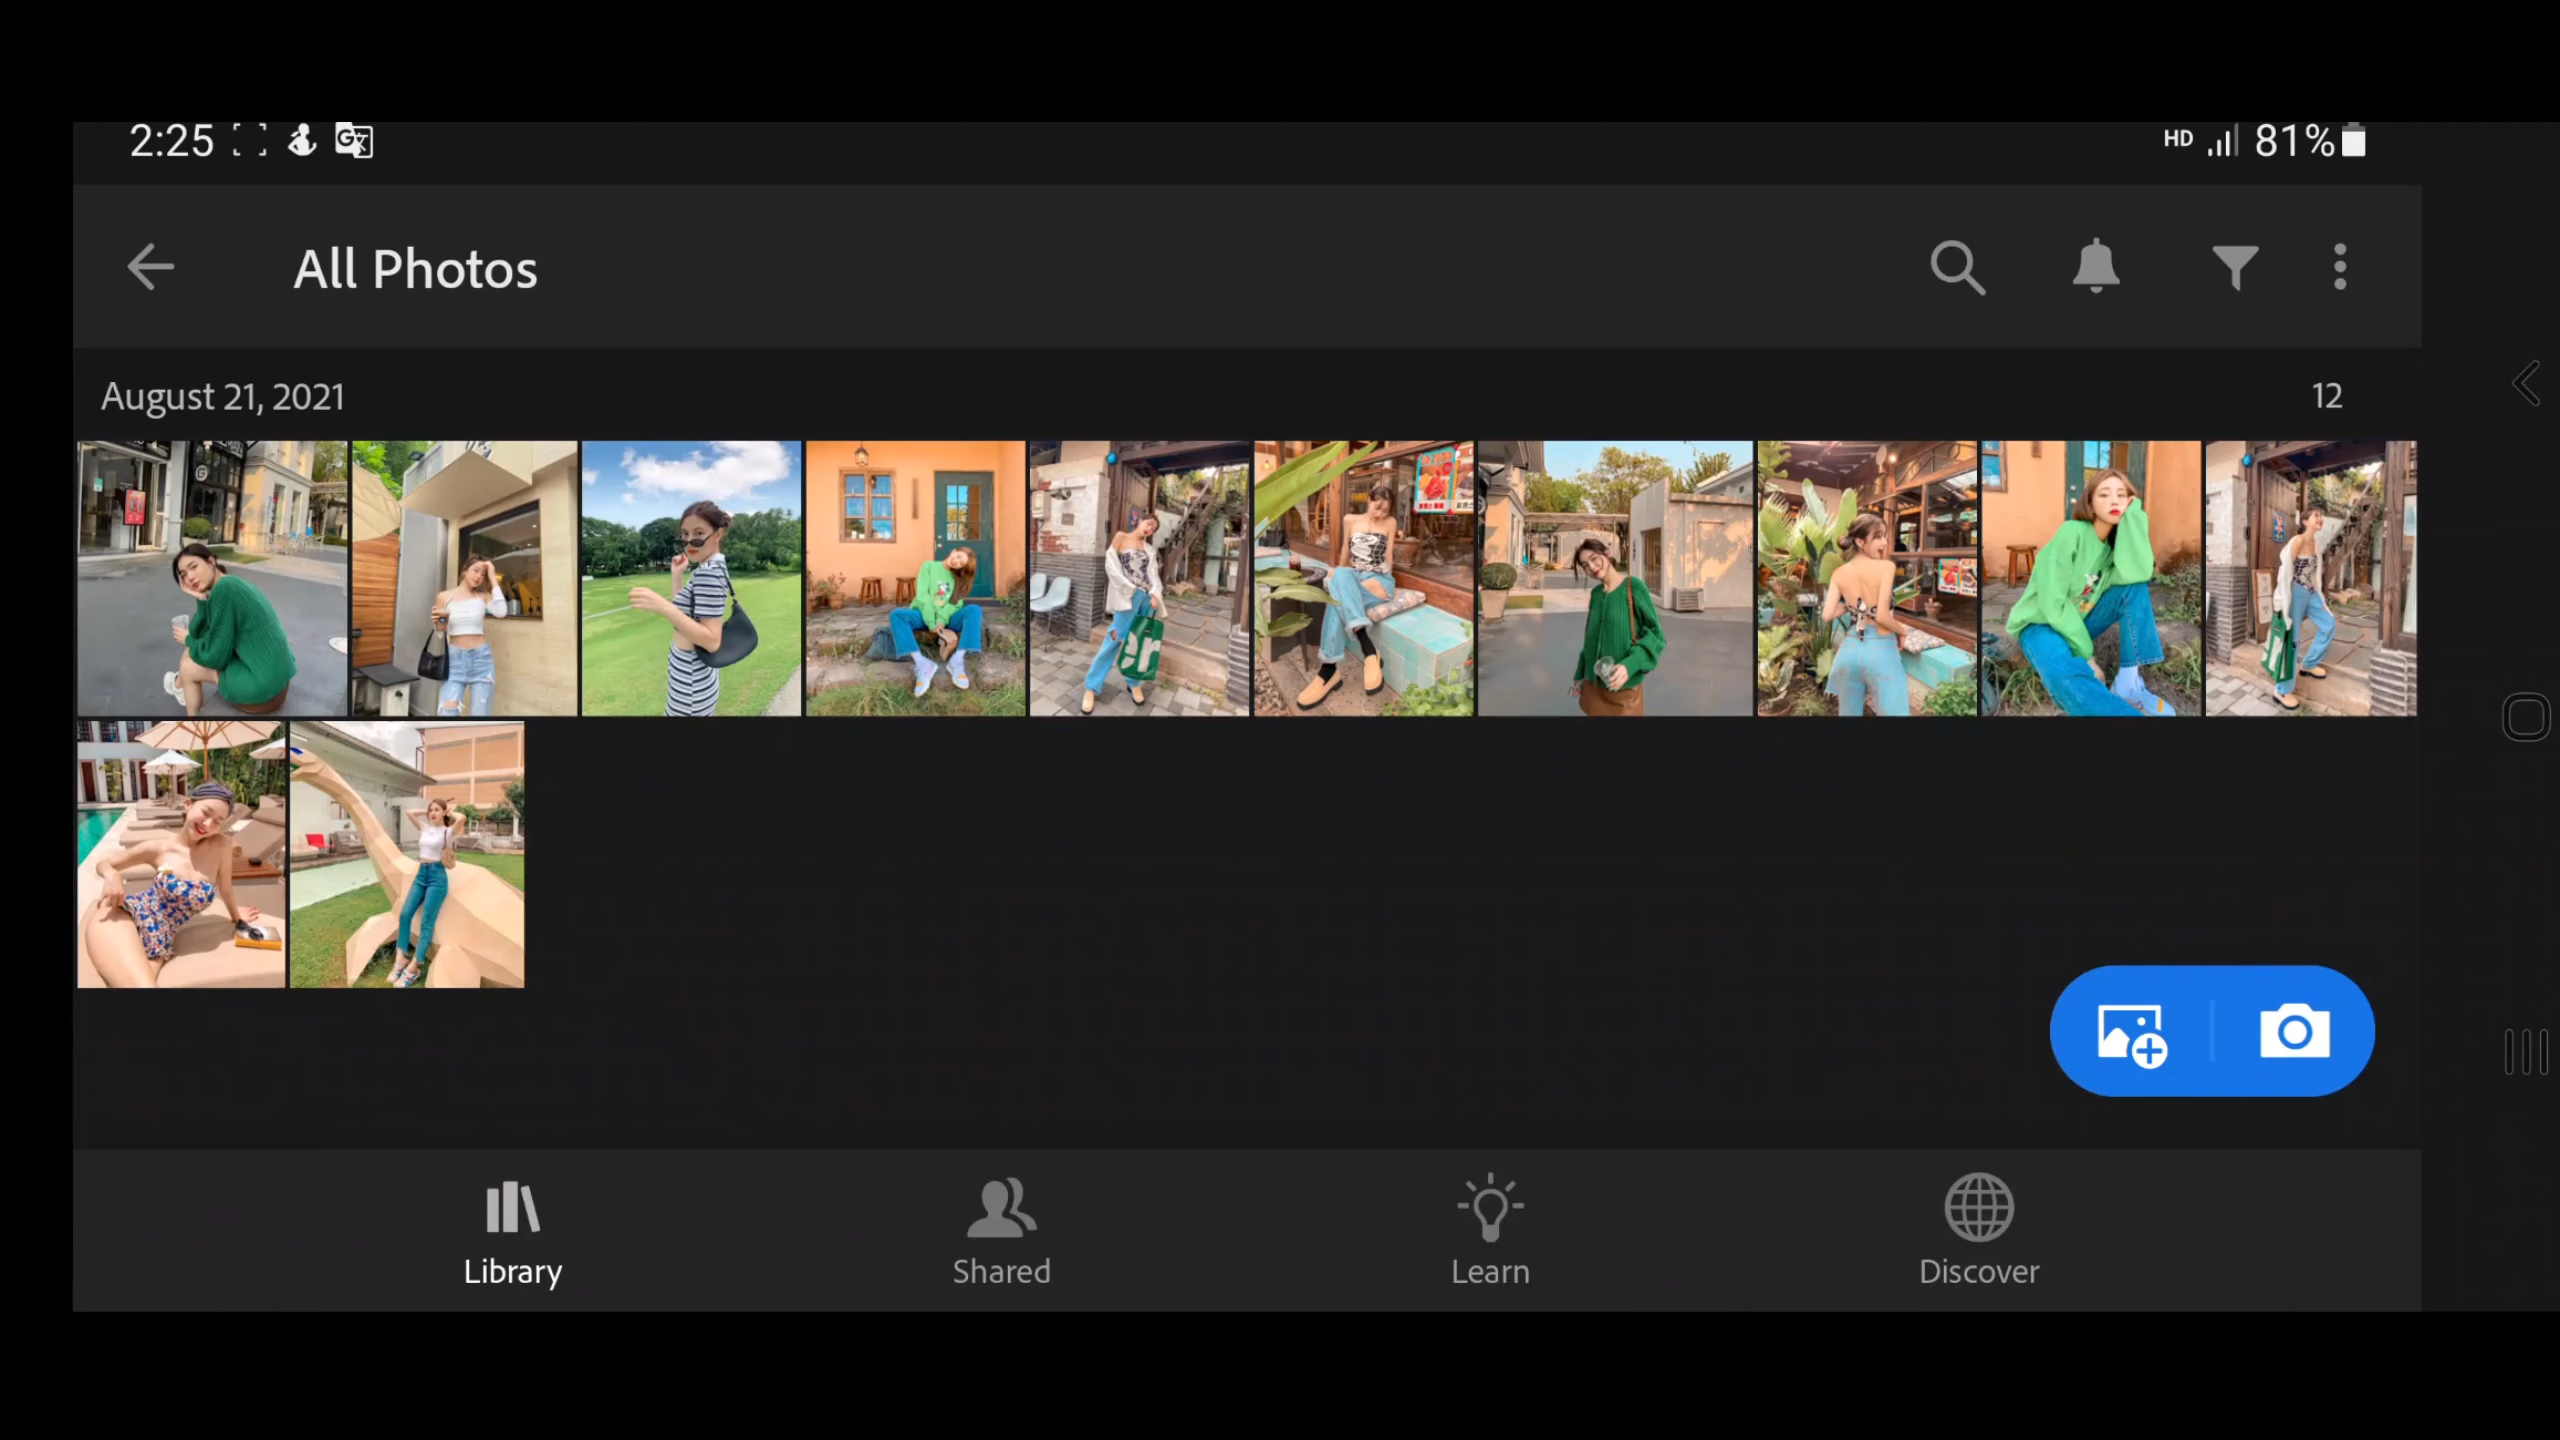 2:25
HD 81%
All Photos
August 21, 2021
12
Library
Shared
Learn
Discover